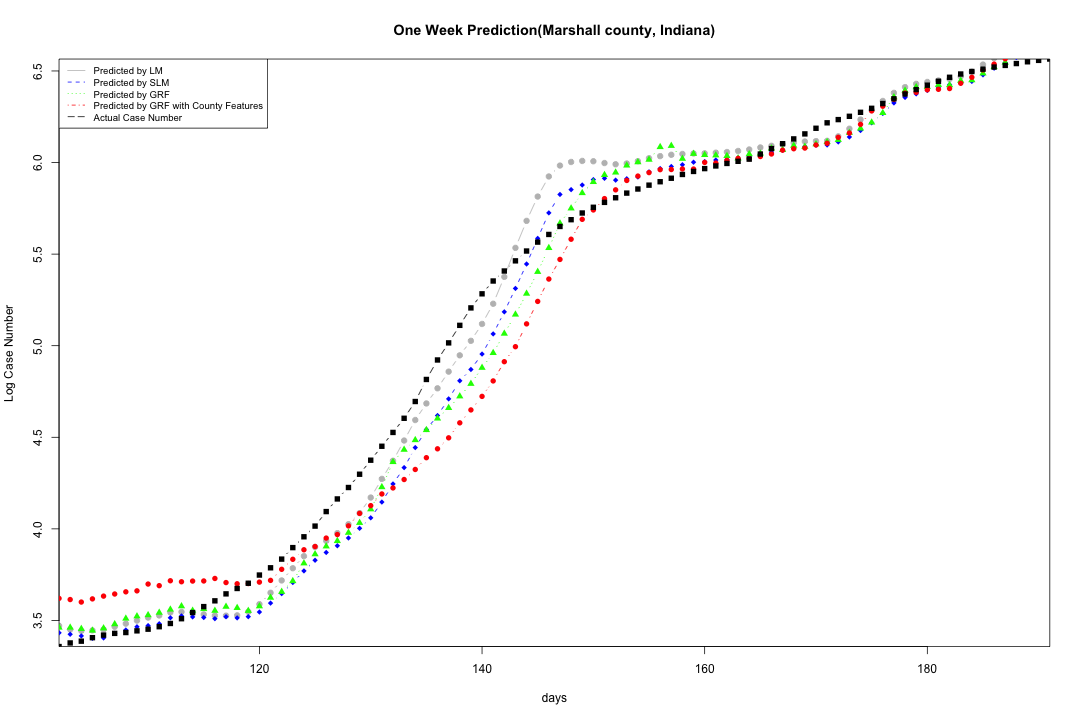 One Week Prediction(Marshall county, Indiana)
Predicted by LM
Predicted by SLM
Predicted by GRF
Predicted by GRF with County Features
Actual Case Number
6.5
6.0
5.5
5.0
4.5
4.0
3.5
Log Case Number
120
140
160
180
days